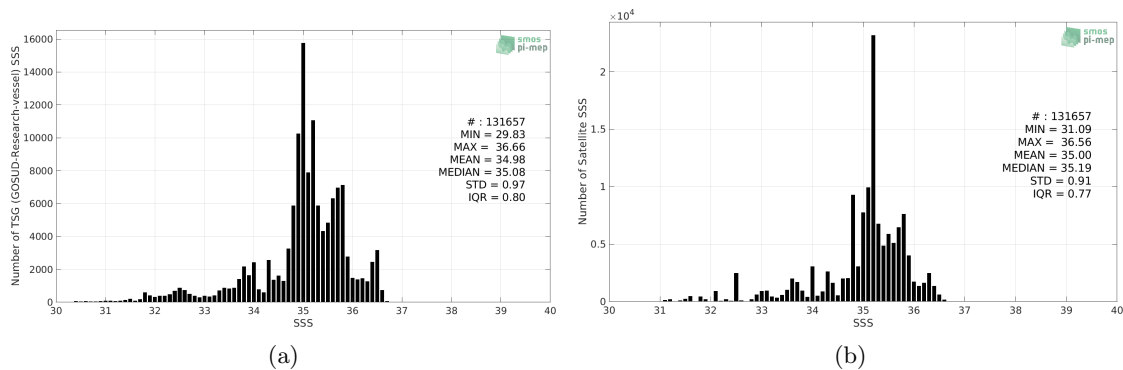 16000
14000
12000
10000
8000
6000
4000
2000
0
Number of TSG (GOSUD-Research-vessel) SSS
smos
pi-mep
# : 131657
MIN = 29.83
MAX = 36.66
MEAN = 34.98
MEDIAN = 35.08
STD = 0.97
IQR = 0.80
30 31 32 33 34 35 36 37 38 39 40
SSS
(a)
×10⁴
2
1.5
1
0.5
0
Number of Satellite SSS
smos
pi-mep
# : 131657
MIN = 31.09
MAX = 36.56
MEAN = 35.00
MEDIAN = 35.19
STD = 0.91
IQR = 0.77
30 31 32 33 34 35 36 37 38 39 40
SSS
(b)